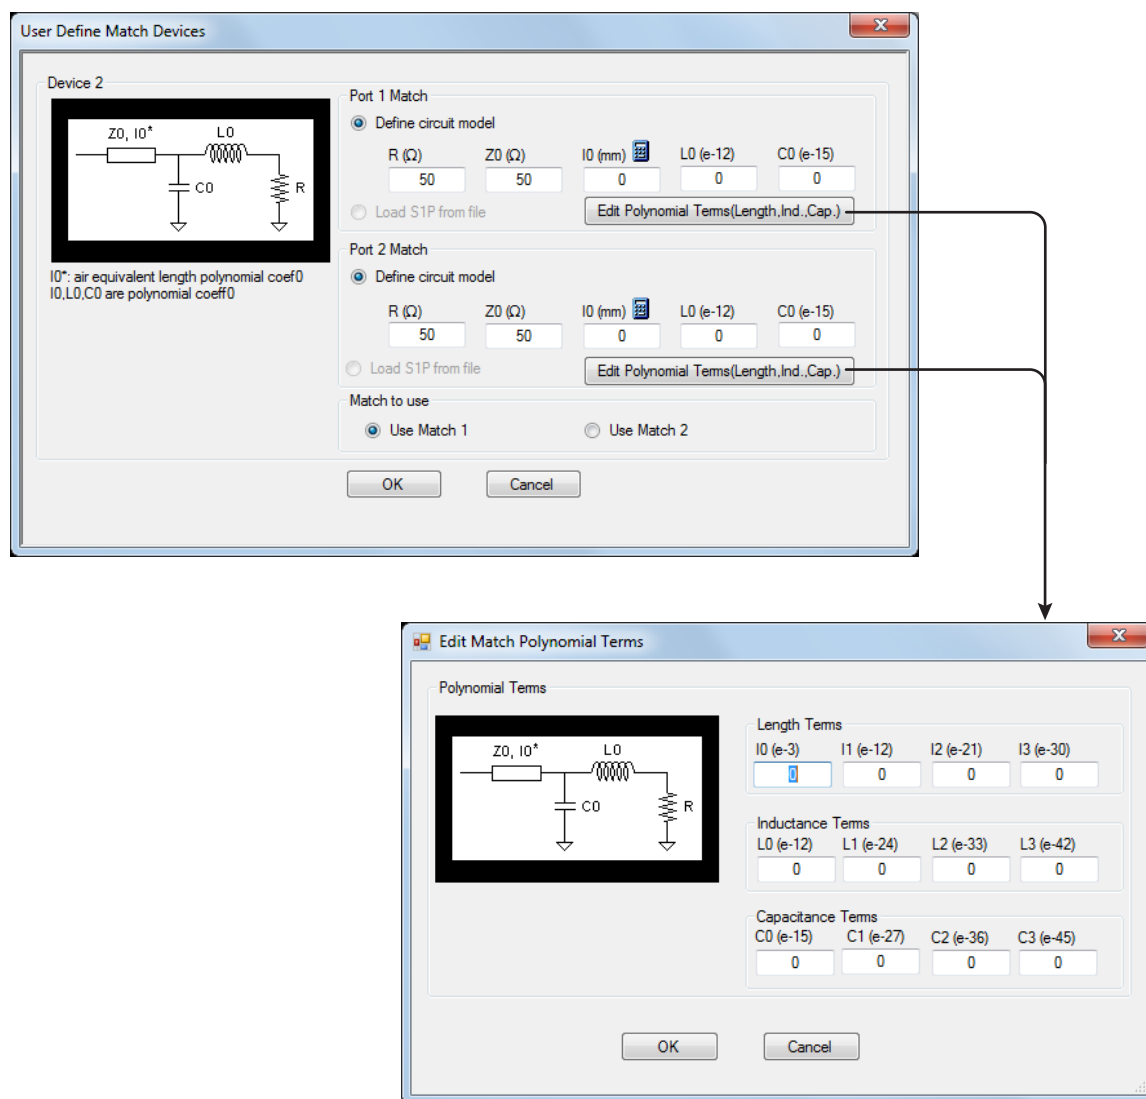 User Define Match Devices
Device 2
Z0, l0*
L0
C0
R
l0*: air equivalent length polynomial coef0
l0,L0,C0 are polynomial coeff0
Port 1 Match
Define circuit model
R (Ω) Z0 (Ω) l0 (mm) L0 (e-12) C0 (e-15)
50 50 0 0 0
Load S1P from file
Edit Polynomial Terms(Length,Ind.,Cap.)
Port 2 Match
Define circuit model
R (Ω) Z0 (Ω) l0 (mm) L0 (e-12) C0 (e-15)
50 50 0 0 0
Load S1P from file
Edit Polynomial Terms(Length,Ind.,Cap.)
Match to use
Use Match 1 Use Match 2
OK Cancel
Edit Match Polynomial Terms
Polynomial Terms
Z0, l0*
L0
C0
R
Length Terms
l0 (e-3) l1 (e-12) l2 (e-21) l3 (e-30)
0 0 0 0
Inductance Terms
L0 (e-12) L1 (e-24) L2 (e-33) L3 (e-42)
0 0 0 0
Capacitance Terms
C0 (e-15) C1 (e-27) C2 (e-36) C3 (e-45)
0 0 0 0
OK Cancel